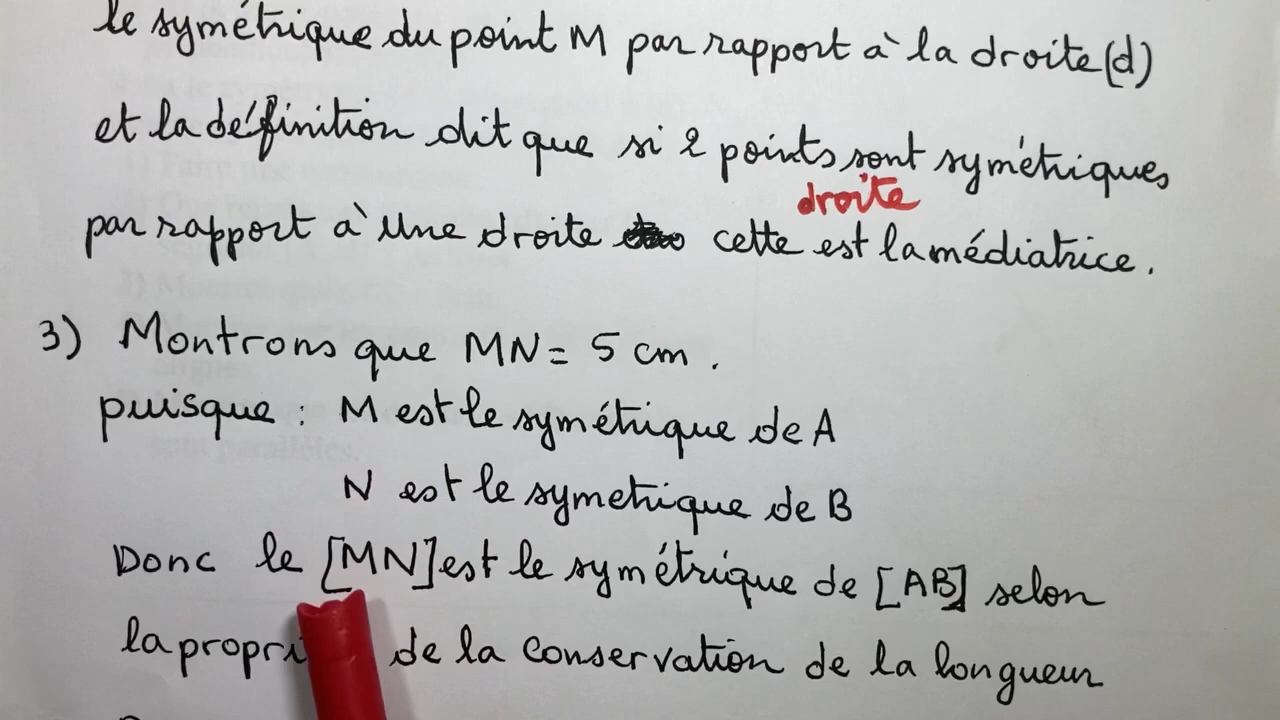 le symétrique du point M par rapport à la droite (d)
et la définition dit que si 2 points sont symétriques
droite
par rapport à une droite cette est la médiatrice.
3) Montrons que MN = 5 cm.
puisque : M est le symétrique de A
N est le symetrique de B
Donc le [MN] est le symétrique de [AB] selon
la propri de la conservation de la longueur